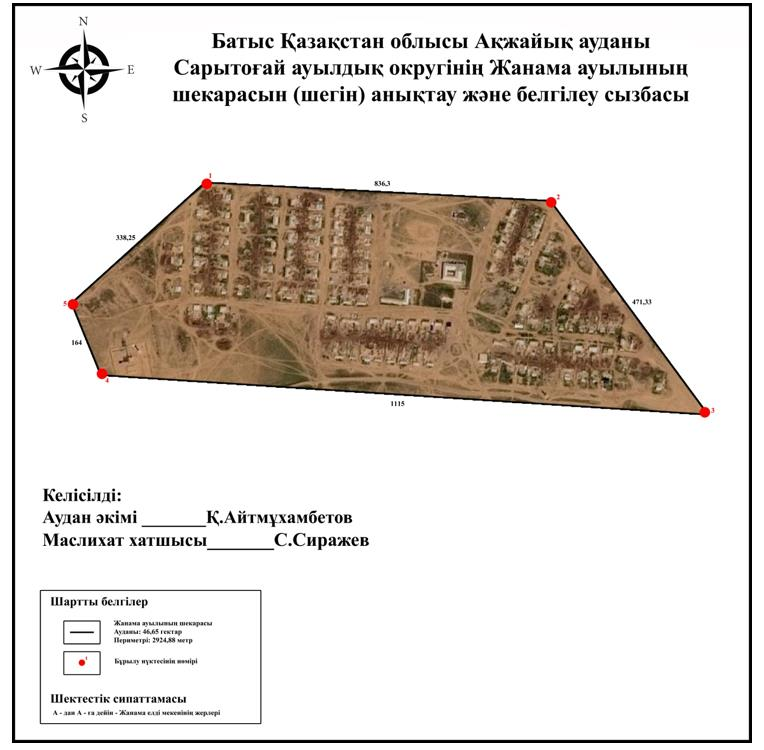 N
W E
S
Батыс Қазақстан облысы Ақжайық ауданы
Сарытоғай ауылдық округінің Жанама ауылының
шекарасын (шегін) анықтау және белгілеу сызбасы
1
836,3
2
338,25
471,33
5
164
4
1115
3
Келісілді:
Аудан әкімі _______Қ.Айтмұхамбетов
Маслихат хатшысы_______С.Сиражев
Шартты белгілер
Жанама ауылының шекарасы
Ауданы: 46,65 гектар
Периметрі: 2924,88 метр
1
Бұрылу нүктесінің нөмірі
Шектестік сипаттамасы
А - дан А - ға дейін - Жанама елді мекенінің жерлері